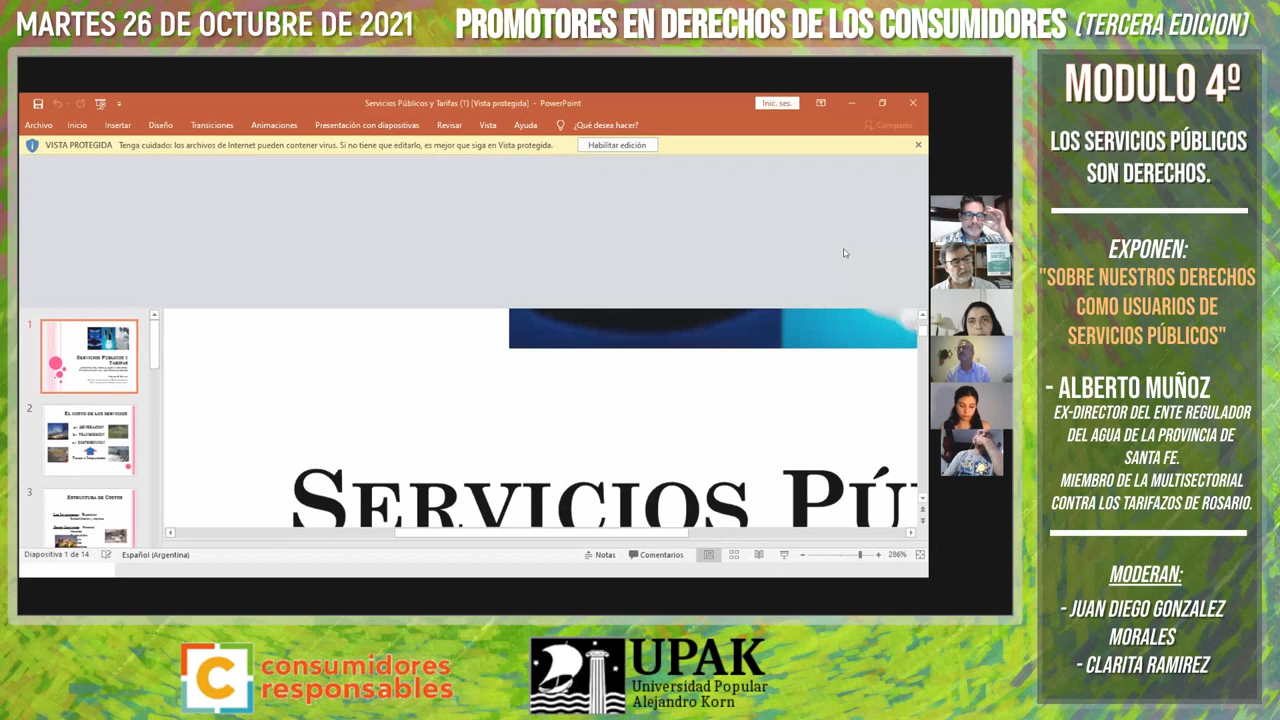 MARTES 26 DE OCTUBRE DE 2021
PROMOTORES EN DERECHOS DE LOS CONSUMIDORES (TERCERA EDICION)
Servicios Públicos y Tarifas (1) [Vista protegida] - PowerPoint
Inic. ses.
Archivo Inicio Insertar Diseño Transiciones Animaciones Presentación con diapositivas Revisar Vista Ayuda ¿Qué desea hacer? Compartir
VISTA PROTEGIDA Tenga cuidado: los archivos de Internet pueden contener virus. Si no tiene que editarlo, es mejor que siga en Vista protegida. Habilitar edición
1
SERVICIOS PÚBLICOS Y
TARIFAS
2
EL COSTO DE LOS SERVICIOS
3
ESTRUCTURA DE COSTOS
SERVICIOS PÚ
Diapositiva 1 de 14 Español (Argentina) Notas Comentarios 286%
MODULO 4º
LOS SERVICIOS PÚBLICOS
SON DERECHOS.
EXPONEN:
"SOBRE NUESTROS DERECHOS
COMO USUARIOS DE
SERVICIOS PÚBLICOS"
- ALBERTO MUÑOZ
EX-DIRECTOR DEL ENTE REGULADOR
DEL AGUA DE LA PROVINCIA DE
SANTA FE.
MIEMBRO DE LA MULTISECTORIAL
CONTRA LOS TARIFAZOS DE ROSARIO.
MODERAN:
- JUAN DIEGO GONZALEZ
MORALES
- CLARITA RAMIREZ
consumidores
responsables
UPAK
Universidad Popular
Alejandro Korn